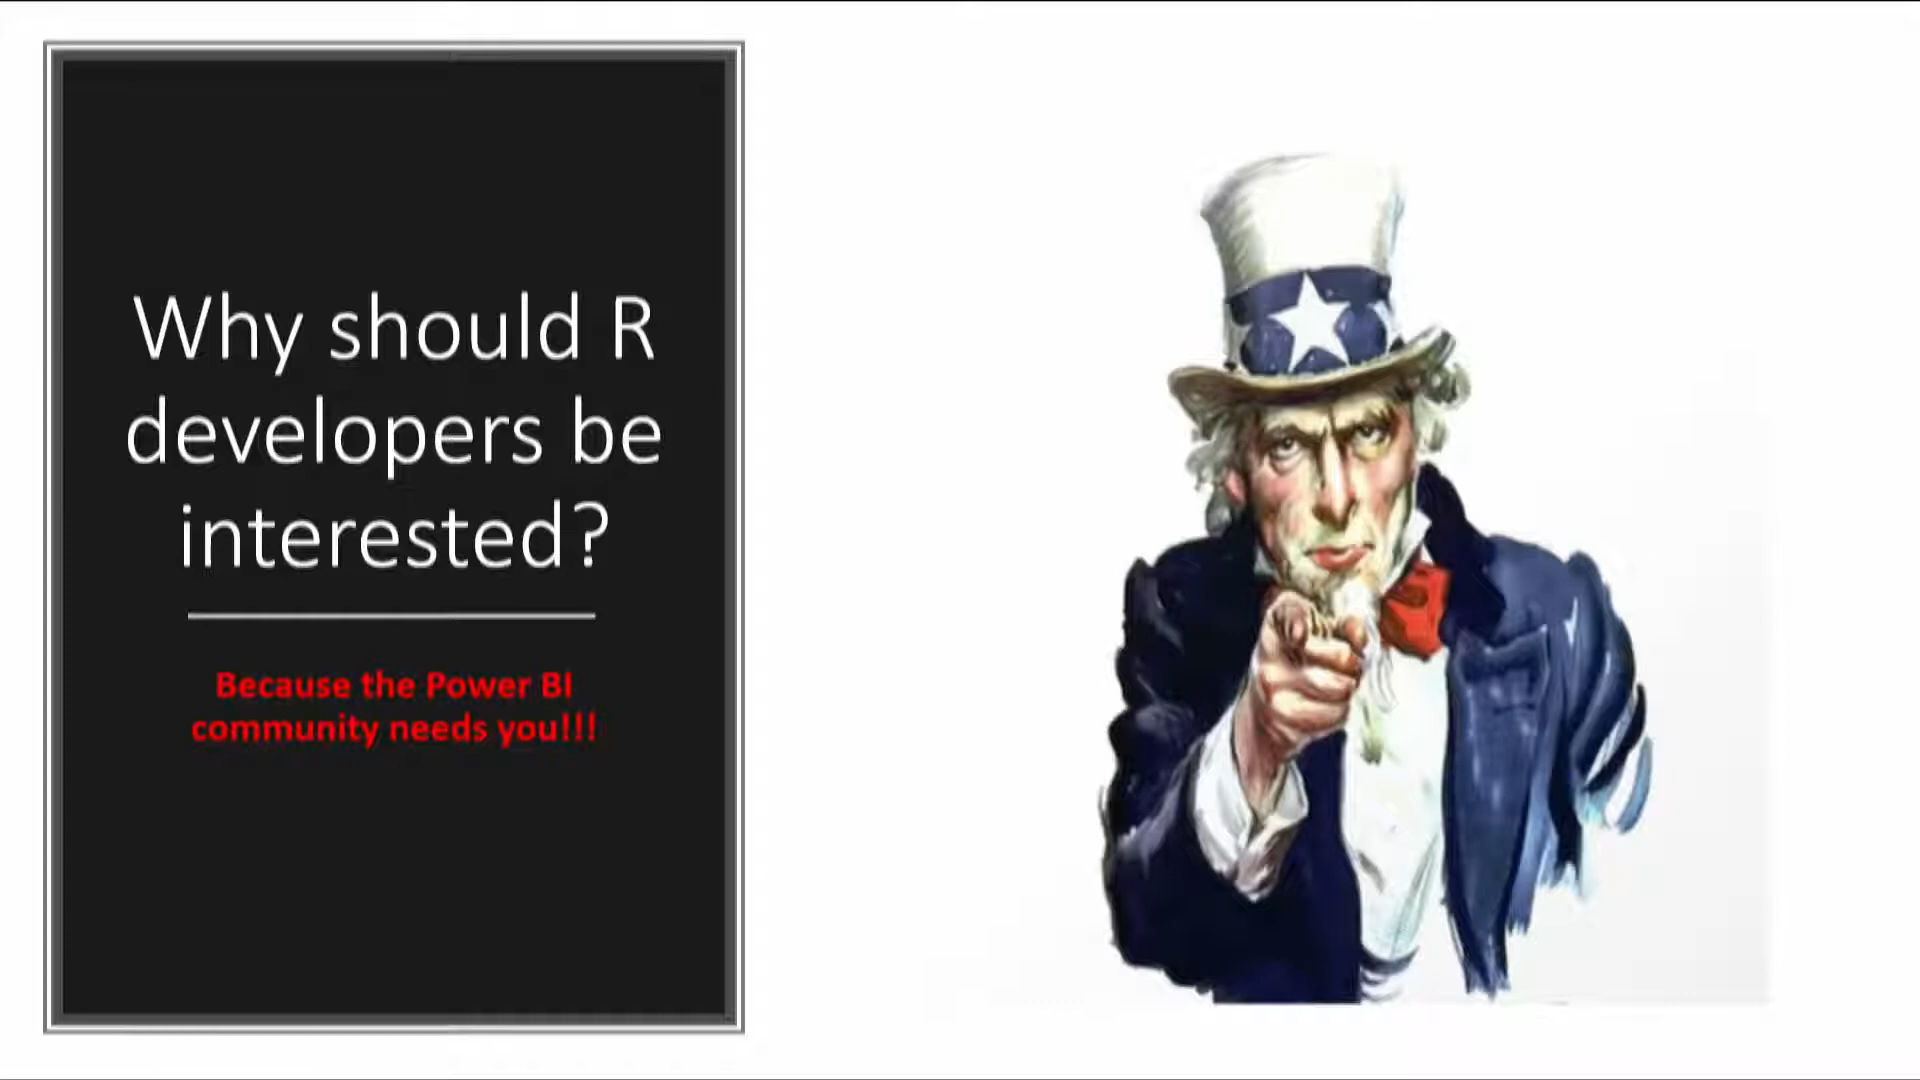 Why should R
developers be
interested?
Because the Power BI
community needs you!!!